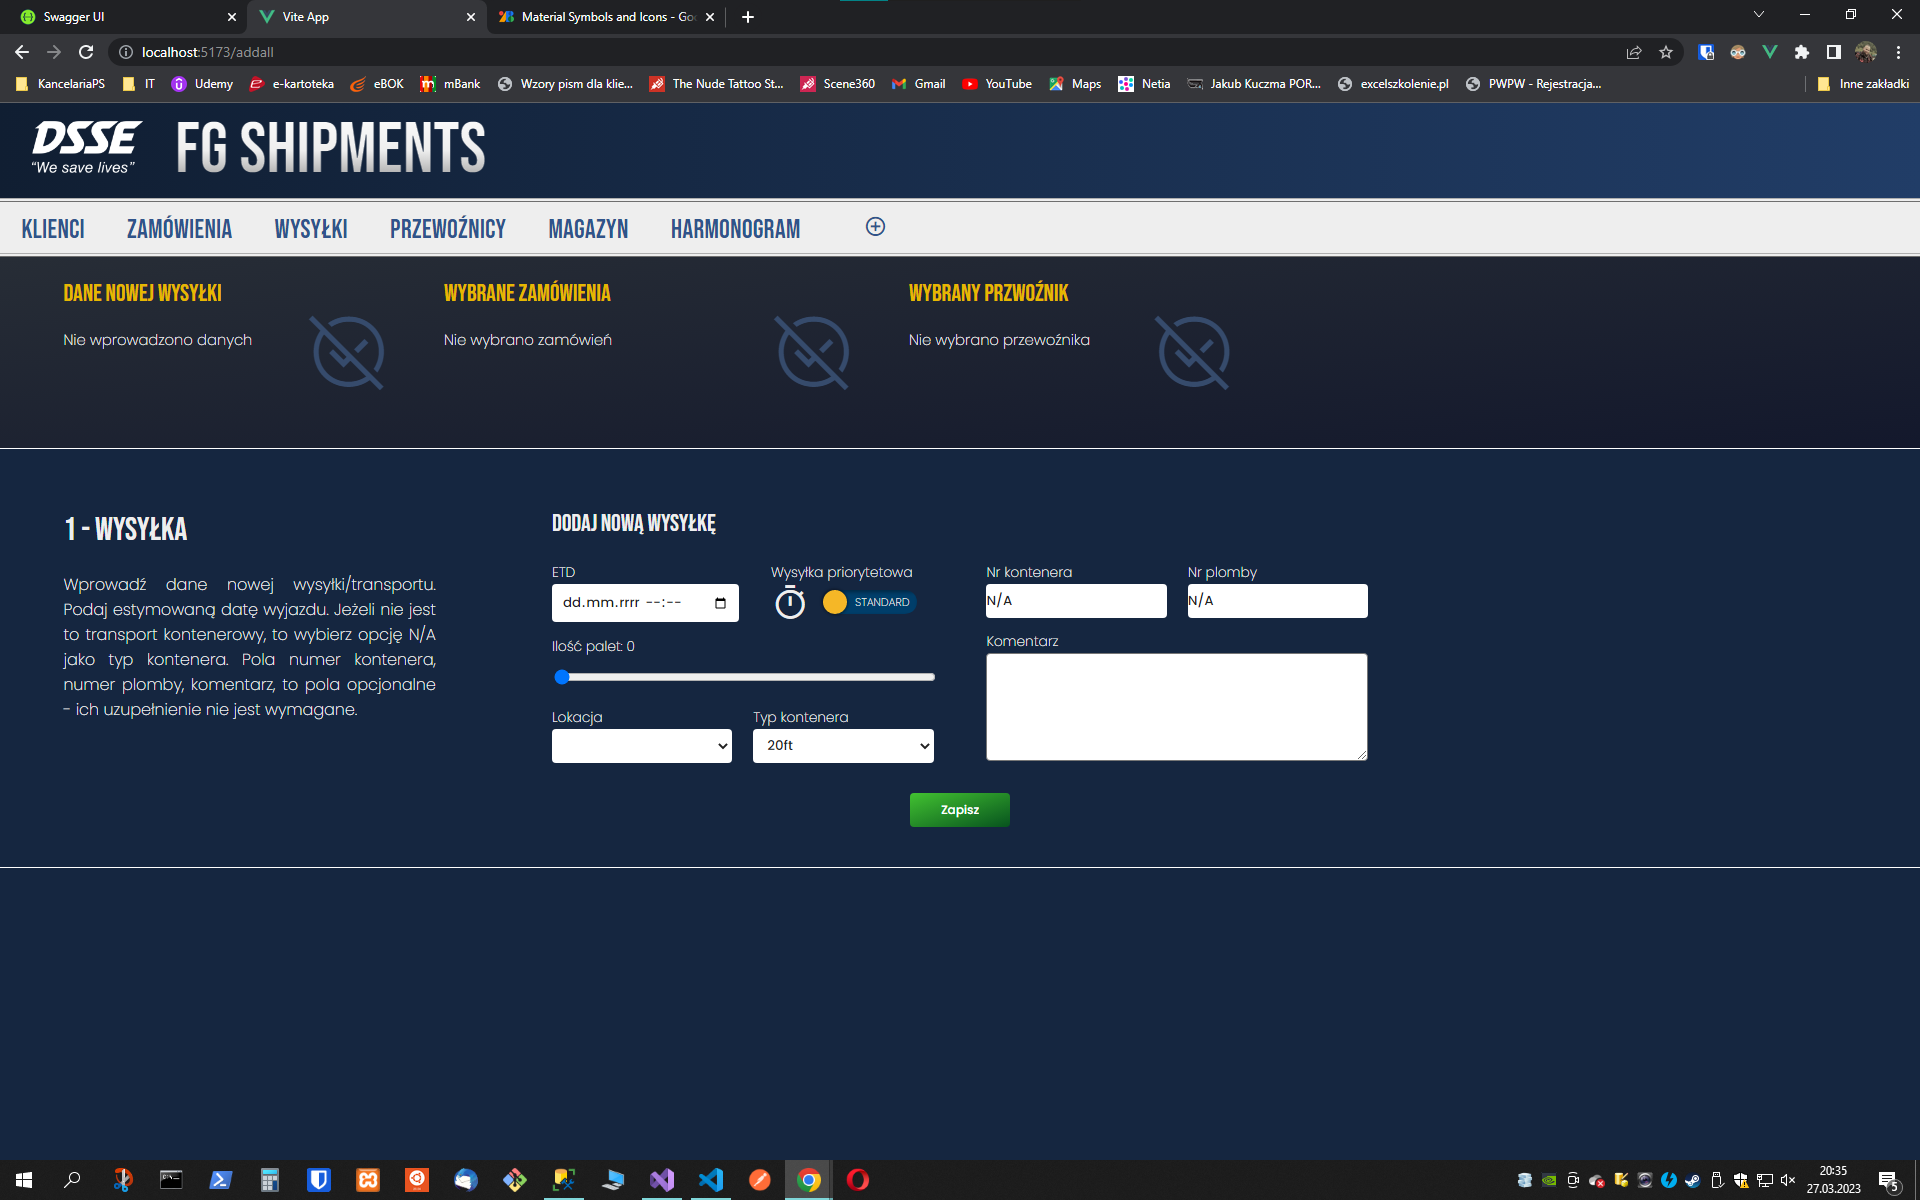 Swagger UI
Vite App
Material Symbols and Icons - Goo
localhost:5173/addall
KancelariaPS
IT
Udemy
e-kartoteka
eBOK
mBank
Wzory pism dla klie...
The Nude Tattoo St...
Scene360
Gmail
YouTube
Maps
Netia
Jakub Kuczma POR...
excelszkolenie.pl
PWPW - Rejestracja...
Inne zakładki
DSSE
"We save lives"
FG SHIPMENTS
KLIENCI
ZAMÓWIENIA
WYSYŁKI
PRZEWOŹNICY
MAGAZYN
HARMONOGRAM
DANE NOWEJ WYSYŁKI
Nie wprowadzono danych
WYBRANE ZAMÓWIENIA
Nie wybrano zamówień
WYBRANY PRZWOŹNIK
Nie wybrano przewoźnika
1 - WYSYŁKA
Wprowadź dane nowej wysyłki/transportu.
Podaj estymowaną datę wyjazdu. Jeżeli nie jest
to transport kontenerowy, to wybierz opcję N/A
jako typ kontenera. Pola numer kontenera,
numer plomby, komentarz, to pola opcjonalne
- ich uzupełnienie nie jest wymagane.
DODAJ NOWĄ WYSYŁKĘ
ETD
dd.mm.rrrr --:--
Wysyłka priorytetowa
STANDARD
Ilość palet: 0
Lokacja
Typ kontenera
20ft
Nr kontenera
N/A
Nr plomby
N/A
Komentarz
Zapisz
20:35
27.03.2023
5